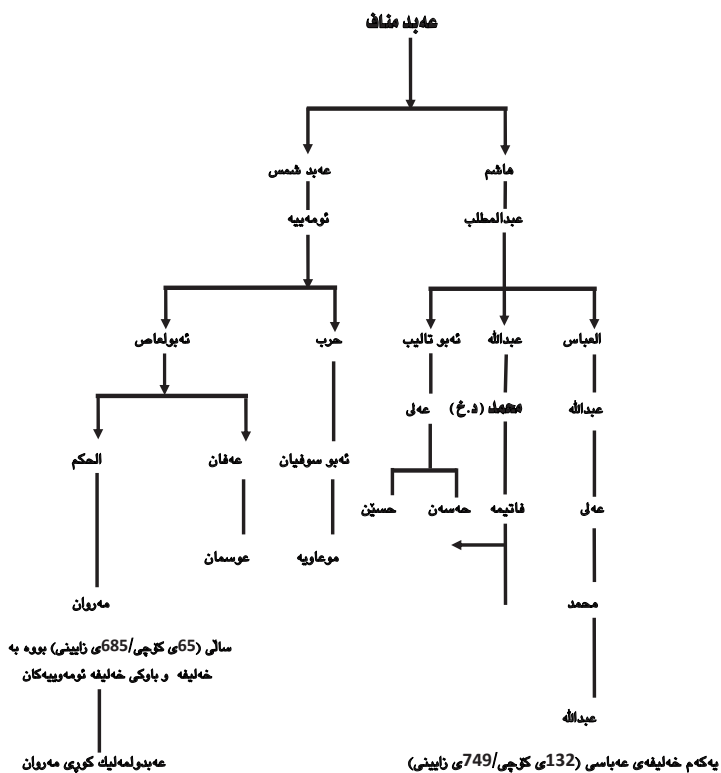 عەبد مناف
هاشم
عەبد شمس
عبدالمطلب
ئومەییە
العباس
عبدالله
ئەبو تالیب
حرب
ئەبولعاص
عبدالله
محمد (د.خ)
عەلی
ئەبو سوفیان
عەفان
الحکم
عەلی
فاتیمە
حەسەن
حسێن
موعاویە
عوسمان
محمد
مەروان
ساڵی (65ی کۆچی/685ی زایینی) بووە بە
خەلیفە و باوکی خەلیفە ئومەوییەکان
عبدالله
یەکەم خەلیفەی عەباسی (132ی کۆچی/749ی زایینی)
عەبدولمەلیك کوڕی مەروان